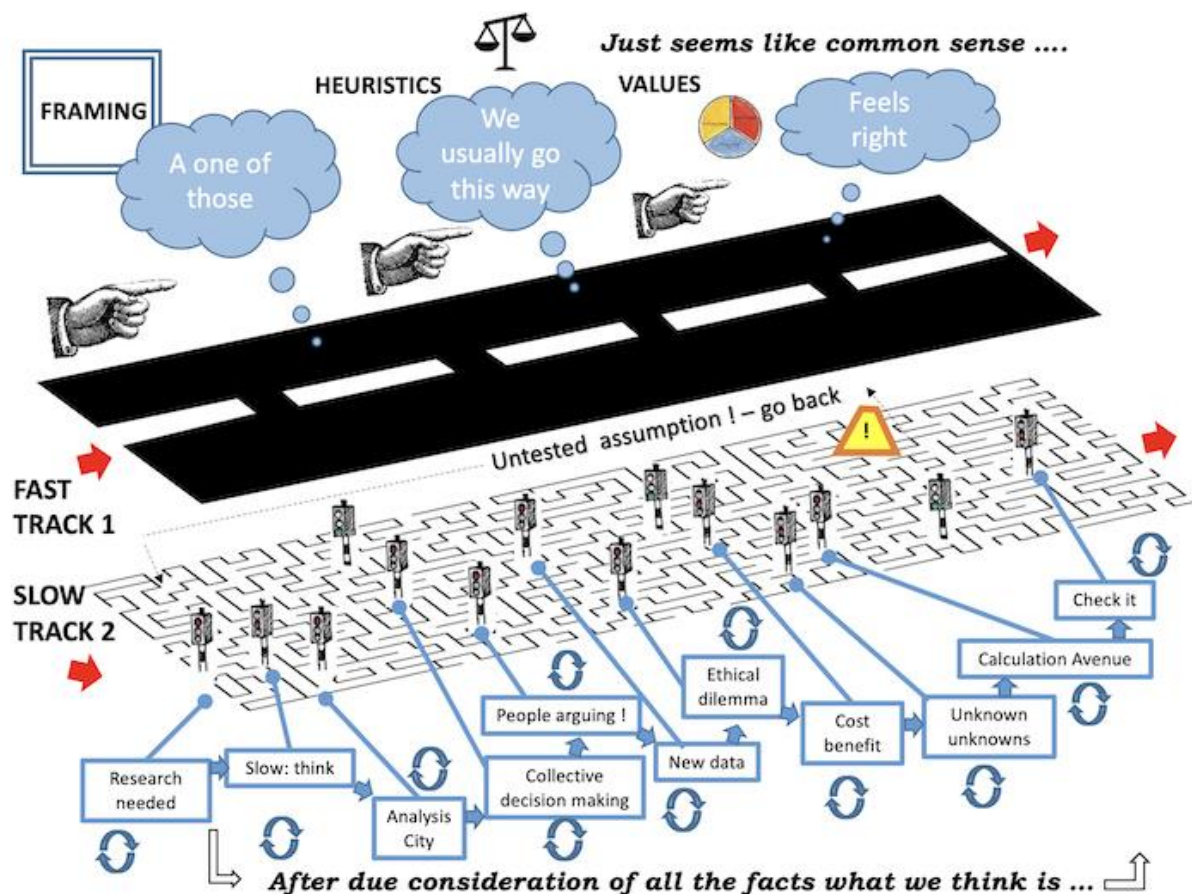 Just seems like common sense ....
HEURISTICS
VALUES
FRAMING
A one of
those
We
usually go
this way
Feels
right
Untested assumption ! – go back
!
FAST
TRACK 1
SLOW
TRACK 2
Research
needed
Slow: think
Analysis
City
Collective
decision making
People arguing !
New data
Ethical
dilemma
Cost
benefit
Unknown
unknowns
Calculation Avenue
Check it
After due consideration of all the facts what we think is ...